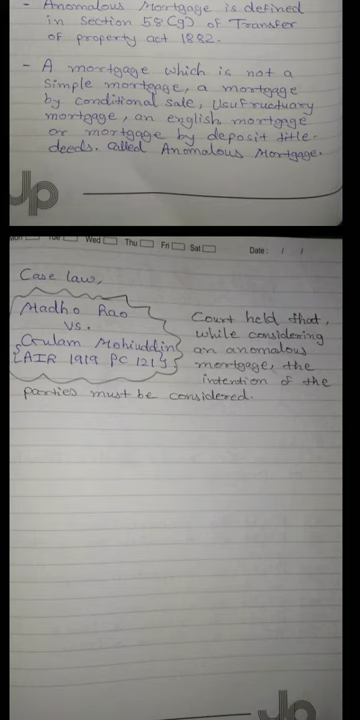 - Anomalous Mortgage is defined
in Section 58(g) of Transfer
of property act 1882.
- A mortgage which is not a
simple mortgage, a mortgage
by conditional sale, Usufructuary
mortgage, an english mortgage
or mortgage by deposit title-
deeds. Called Anomalous Mortgage.
Jp
Wed Thu Fri Sat Date: / /
Case law,
Madho Rao
vs.
Gulam Mohiuddin
[AIR 1919 PC 121]
Court held that,
while considering
an anomalous
mortgage, the
intention of the
parties must be considered.
Jp